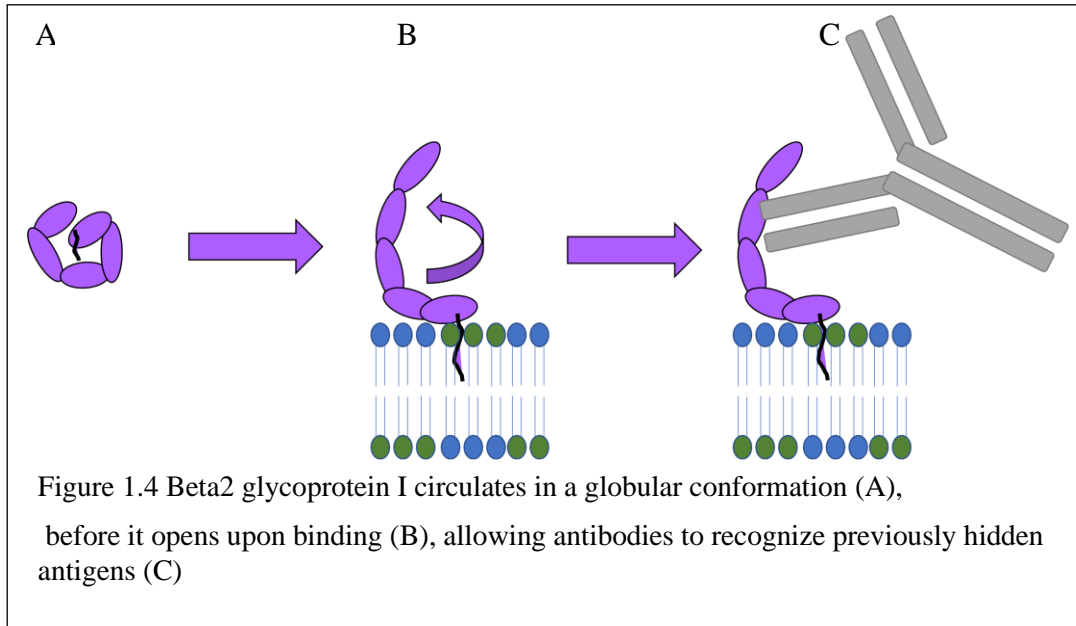 A B C
Figure 1.4 Beta2 glycoprotein I circulates in a globular conformation (A),
before it opens upon binding (B), allowing antibodies to recognize previously hidden
antigens (C)